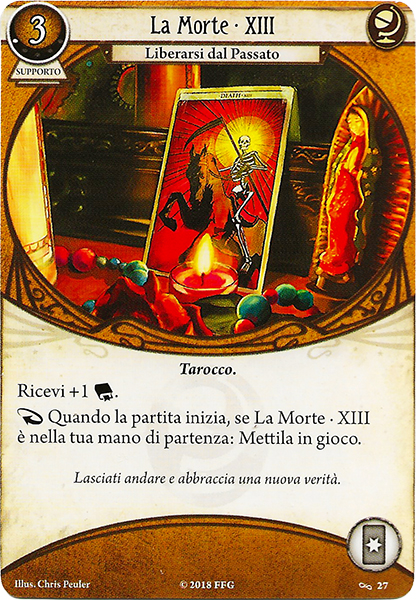 3
La Morte · XIII
SUPPORTO
Liberarsi dal Passato
DEATH · XIII
Tarocco.
Ricevi +1 .
Quando la partita inizia, se La Morte · XIII
è nella tua mano di partenza: Mettila in gioco.
Lasciati andare e abbraccia una nuova verità.
Illus. Chris Peuler
© 2018 FFG
27